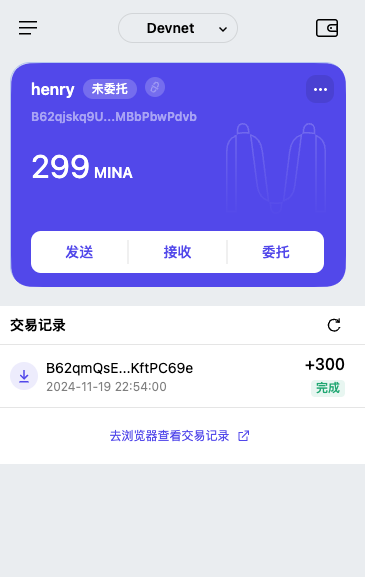 Devnet
henry 未委托
B62qjskq9U...MBbPbwPdvb
299 MINA
发送 接收 委托
交易记录
B62qmQsE...KftPC69e +300
2024-11-19 22:54:00 完成
去浏览器查看交易记录